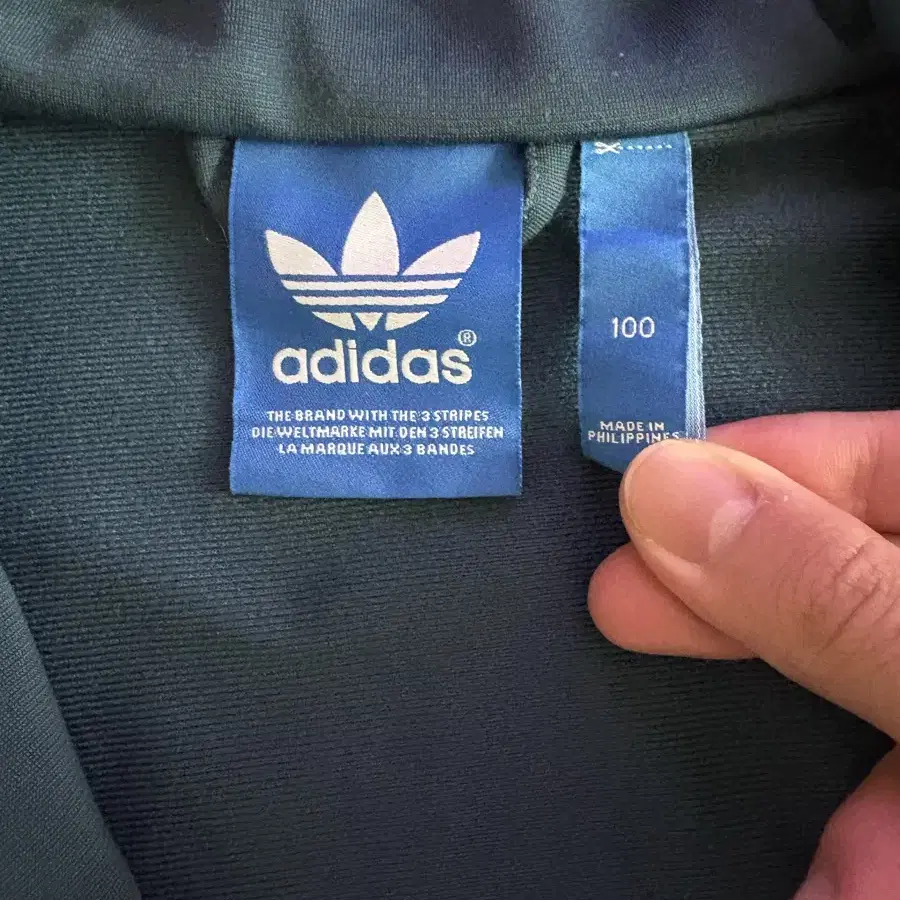 adidas®
THE BRAND WITH THE 3 STRIPES
DIE WELTMARKE MIT DEN 3 STREIFEN
LA MARQUE AUX 3 BANDES
100
MADE IN
PHILIPPINES